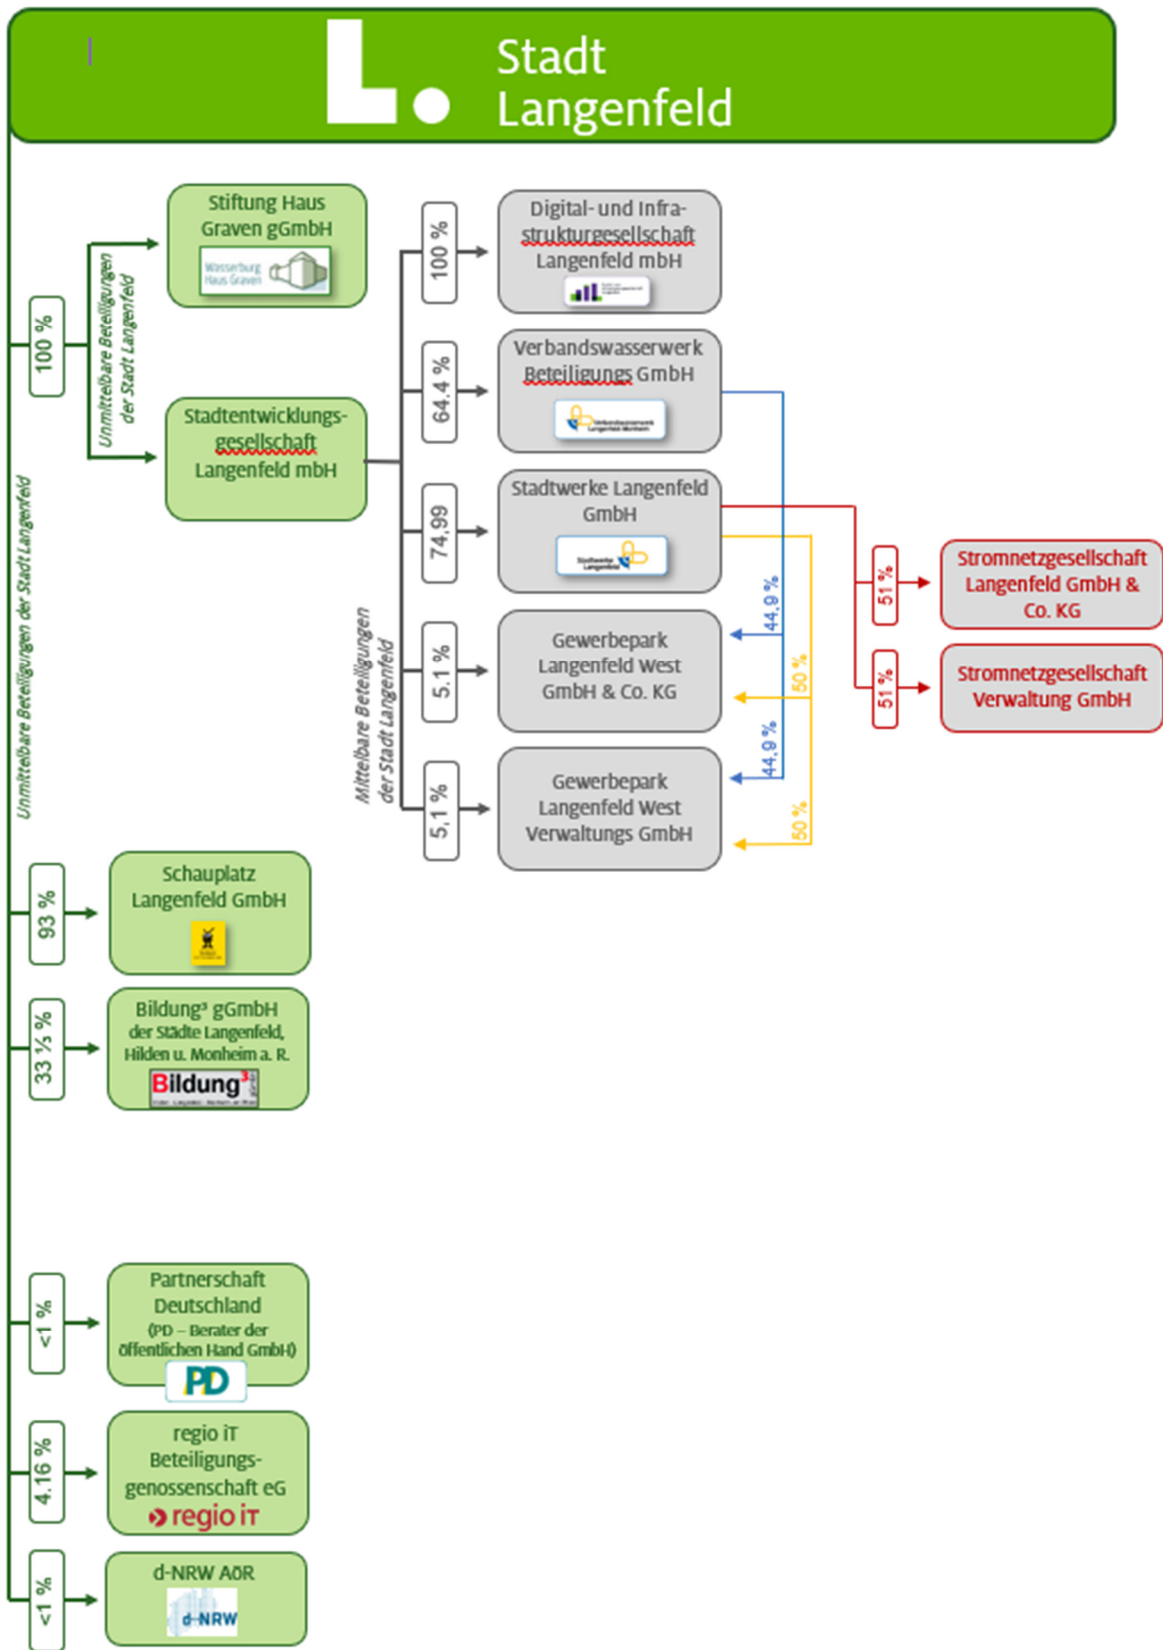 L.
Stadt
Langenfeld
Stiftung Haus
Graven gGmbH
Wasserburg
Haus Graven
100 %
Unmittelbare Beteiligungen
der Stadt Langenfeld
Stadtentwicklungs-
gesellschaft
Langenfeld mbH
Unmittelbare Beteiligungen der Stadt Langenfeld
Mittelbare Beteiligungen
der Stadt Langenfeld
100 %
Digital- und Infra-
strukturgesellschaft
Langenfeld mbH
64.4 %
Verbandswasserwerk
Beteiligungs GmbH
Verbandswasserwerk
Langenfeld-Monheim
74,99
Stadtwerke Langenfeld
GmbH
Stadtwerke
Langenfeld
5.1 %
Gewerbepark
Langenfeld West
GmbH & Co. KG
5,1 %
Gewerbepark
Langenfeld West
Verwaltungs GmbH
44,9 %
50 %
44,9 %
50 %
51 %
Stromnetzgesellschaft
Langenfeld GmbH &
Co. KG
51 %
Stromnetzgesellschaft
Verwaltung GmbH
93 %
Schauplatz
Langenfeld GmbH
33 ⅓ %
Bildung³ gGmbH
der Städte Langenfeld,
Hilden u. Monheim a. R.
Bildung³
<1 %
Partnerschaft
Deutschland
(PD – Berater der
öffentlichen Hand GmbH)
PD
4.16 %
regio iT
Beteiligungs-
genossenschaft eG
regio iT
<1 %
d-NRW AöR
d-NRW